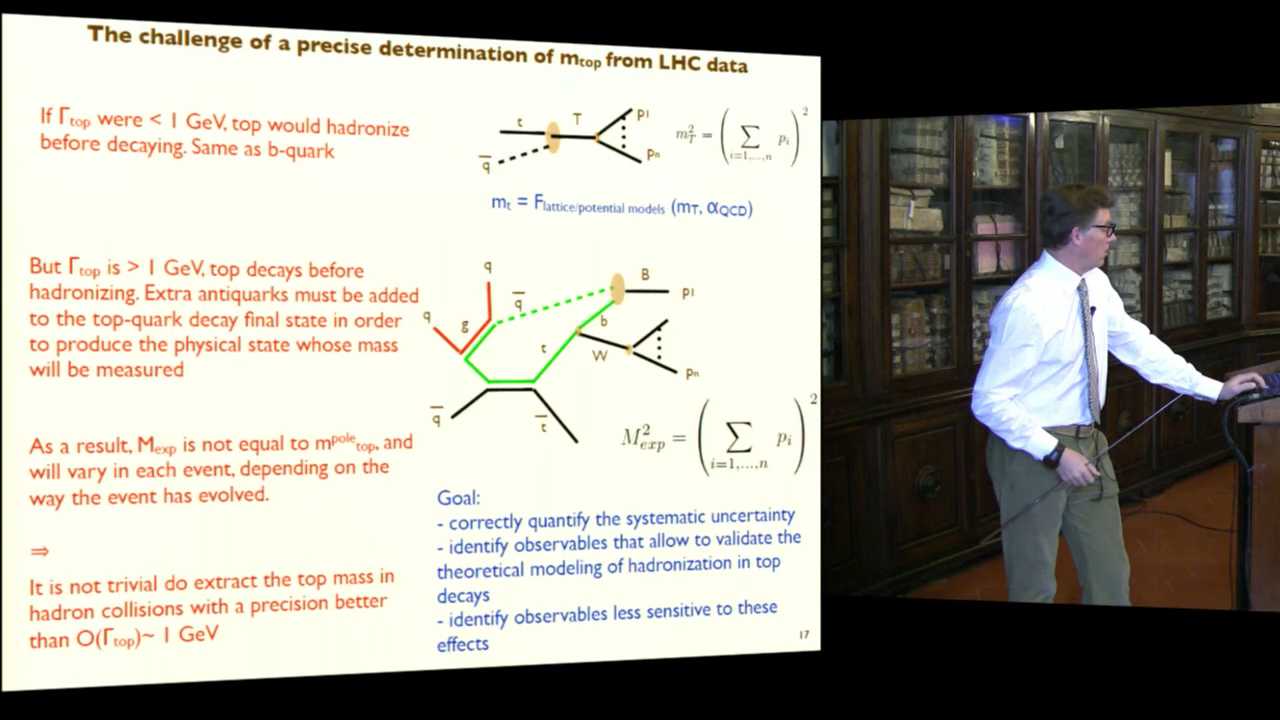 The challenge of a precise determination of mtop from LHC data
If Γtop were < 1 GeV, top would hadronize
before decaying. Same as b-quark
t
T
p1
q̅
pn
m²T = ( ∑ i=1,...,n pi )²
mt = Flattice/potential models (mT, αQCD)
But Γtop is > 1 GeV, top decays before
hadronizing. Extra antiquarks must be added
to the top-quark decay final state in order
to produce the physical state whose mass
will be measured
q
q̅
B
p1
q
g
b
t
W
pn
q̅
t̅
M²exp = ( ∑ i=1,...,n pi )²
As a result, Mexp is not equal to mpoletop, and
will vary in each event, depending on the
way the event has evolved.
⇒
It is not trivial do extract the top mass in
hadron collisions with a precision better
than O(Γtop)~ 1 GeV
Goal:
- correctly quantify the systematic uncertainty
- identify observables that allow to validate the
theoretical modeling of hadronization in top
decays
- identify observables less sensitive to these
effects
17